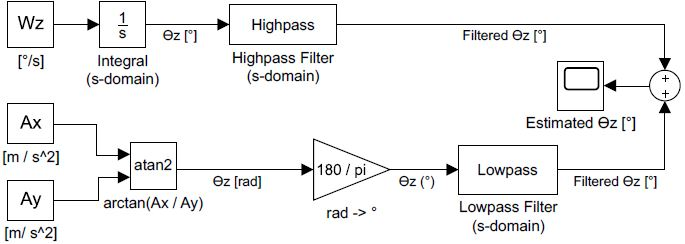 Wz
[°/s]
1
s
Integral
(s-domain)
Θz [°]
Highpass
Highpass Filter
(s-domain)
Filtered Θz [°]
+
+
Estimated Θz [°]
Ax
[m / s^2]
Ay
[m/ s^2]
atan2
arctan(Ax / Ay)
Θz [rad]
180 / pi
rad -> °
Θz (°)
Lowpass
Lowpass Filter
(s-domain)
Filtered Θz [°]